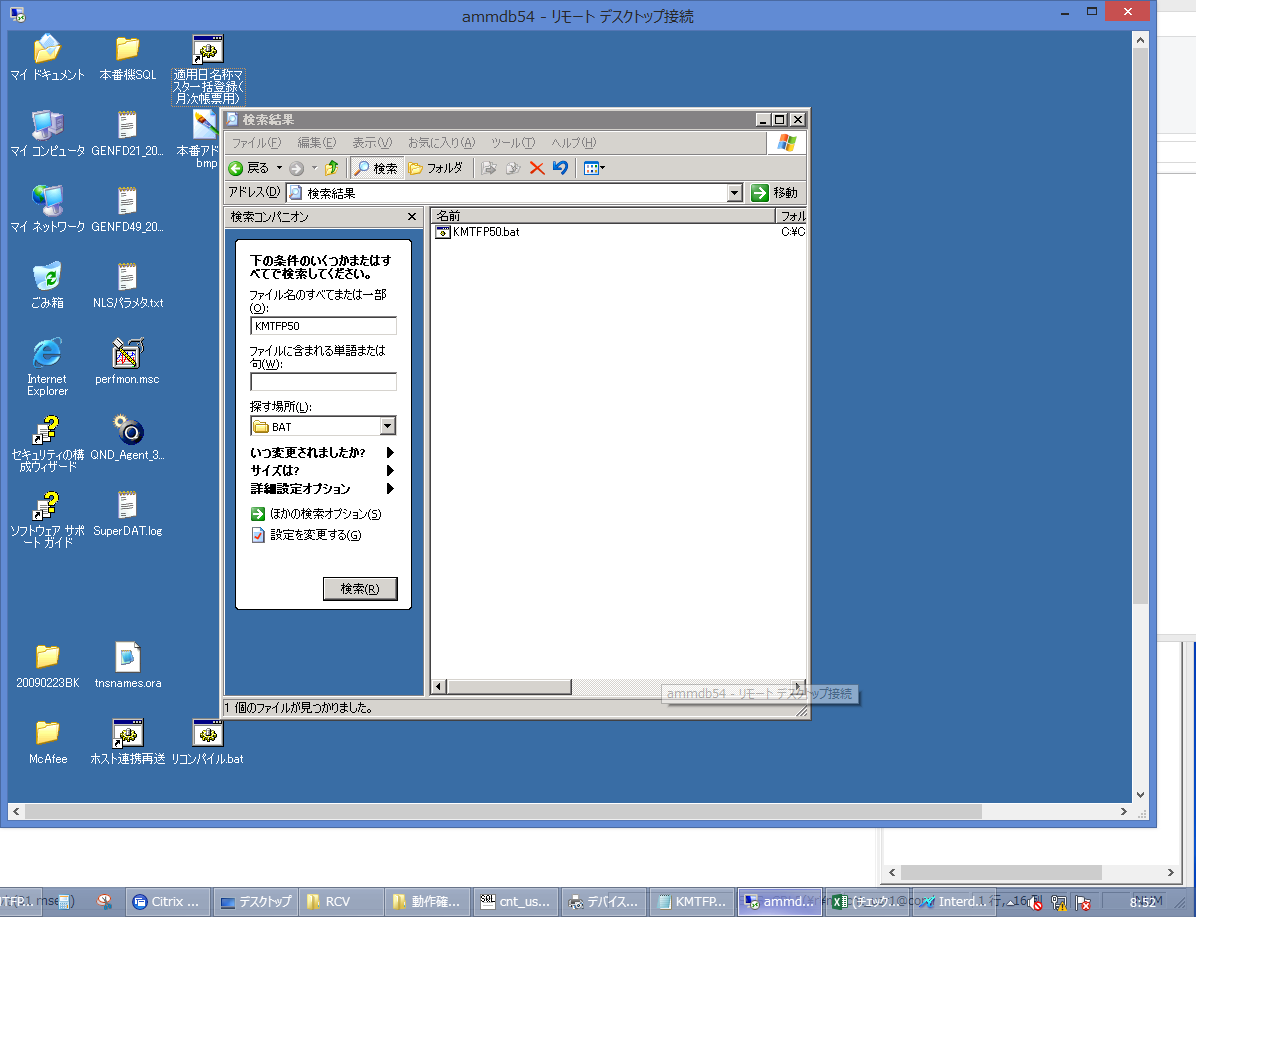 ammdb54 - リモート デスクトップ接続
マイ ドキュメント
本番機SQL
適用日名称マ
スター括登録(
月次帳票用)
マイ コンピュータ
GENFD21_20...
本番アド
bmp
マイ ネットワーク
GENFD49_20...
ごみ箱
NLSパラメタ.txt
Internet
Explorer
perfmon.msc
セキュリティの構
成ウィザード
QND_Agent_3...
ソフトウェア サポ
ート ガイド
SuperDAT.log
20090223BK
tnsnames.ora
McAfee
ホスト連携再送
リコンパイル.bat
検索結果
ファイル(F) 編集(E) 表示(V) お気に入り(A) ツール(T) ヘルプ(H)
戻る 検索 フォルダ
アドレス(D) 検索結果 移動
検索コンパニオン
名前 フォル
KMTFP50.bat C:¥C
下の条件のいくつかまたはす
べてで検索してください。
ファイル名のすべてまたは一部
(O):
KMTFP50
ファイルに含まれる単語または
句(W):
探す場所(L):
BAT
いつ変更されましたか?
サイズは?
詳細設定オプション
ほかの検索オプション(S)
設定を変更する(G)
検索(R)
1 個のファイルが見つかりました。
ammdb54 - リモート デスクトップ接続
Citrix ... デスクトップ RCV 動作確... cnt_us... デバイス... KMTFP... ammd... (チェック... Interd... 8:52